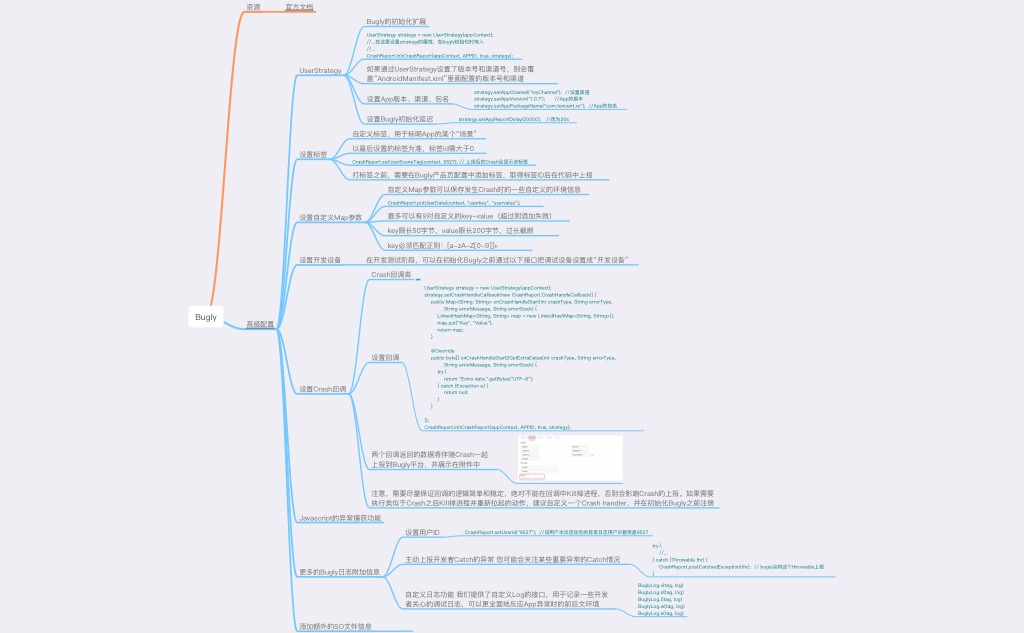 资源
官方文档
Bugly
高级配置
UserStrategy
Bugly的初始化扩展
UserStrategy strategy = new UserStrategy(appContext);
//...在这里设置strategy的属性，在bugly初始化时传入
//...
CrashReport.initCrashReport(appContext, APPID, true, strategy);
如果通过UserStrategy设置了版本号和渠道号，则会覆
盖“AndroidManifest.xml”里面配置的版本号和渠道
设置App版本、渠道、包名
strategy.setAppChannel("myChannel"); //设置渠道
strategy.setAppVersion("1.0.1"); //App的版本
strategy.setAppPackageName("com.tencent.xx"); //App的包名
设置Bugly初始化延迟
strategy.setAppReportDelay(20000); //改为20s
设置标签
自定义标签，用于标明App的某个“场景”
以最后设置的标签为准，标签id需大于0
CrashReport.setUserSceneTag(context, 9527); // 上报后的Crash会显示该标签
打标签之前，需要在Bugly产品页配置中添加标签，取得标签ID后在代码中上报
设置自定义Map参数
自定义Map参数可以保存发生Crash时的一些自定义的环境信息
CrashReport.putUserData(context, "userkey", "uservalue");
最多可以有9对自定义的key-value（超过则添加失败）
key限长50字节，value限长200字节，过长截断
key必须匹配正则：[a-zA-Z[0-9]]+
设置开发设备
在开发测试阶段，可以在初始化Bugly之前通过以下接口把调试设备设置成“开发设备”
设置Crash回调
Crash回调类
设置回调
UserStrategy strategy = new UserStrategy(appContext);
strategy.setCrashHandleCallback(new CrashReport.CrashHandleCallback() {
public Map<String, String> onCrashHandleStart(int crashType, String errorType,
String errorMessage, String errorStack) {
LinkedHashMap<String, String> map = new LinkedHashMap<String, String>();
map.put("Key", "Value");
return map;
}
@Override
public byte[] onCrashHandleStart2GetExtraDatas(int crashType, String errorType,
String errorMessage, String errorStack) {
try {
return "Extra data.".getBytes("UTF-8");
} catch (Exception e) {
return null;
}
}
});
CrashReport.initCrashReport(appContext, APPID, true, strategy);
两个回调返回的数据将伴随Crash一起
上报到Bugly平台，并展示在附件中
注意，需要尽量保证回调的逻辑简单和稳定，绝对不能在回调中Kill掉进程，否则会影响Crash的上报。如果需要
执行类似于Crash之后Kill掉进程并重新拉起的动作，建议自定义一个Crash handler，并在初始化Bugly之前注册
Javascript的异常捕获功能
更多的Bugly日志附加信息
设置用户ID
CrashReport.setUserId("9527"); //该用户本次启动后的异常日志用户ID都将是9527
主动上报开发者Catch的异常 您可能会关注某些重要异常的Catch情况
try {
//...
} catch (Throwable thr) {
CrashReport.postCatchedException(thr); // bugly会将这个throwable上报
}
自定义日志功能 我们提供了自定义Log的接口，用于记录一些开发
者关心的调试日志，可以更全面地反应App异常时的前后文环境
BuglyLog.v(tag, log)
BuglyLog.d(tag, log)
BuglyLog.i(tag, log)
BuglyLog.w(tag, log)
BuglyLog.e(tag, log)
添加额外的SO文件信息